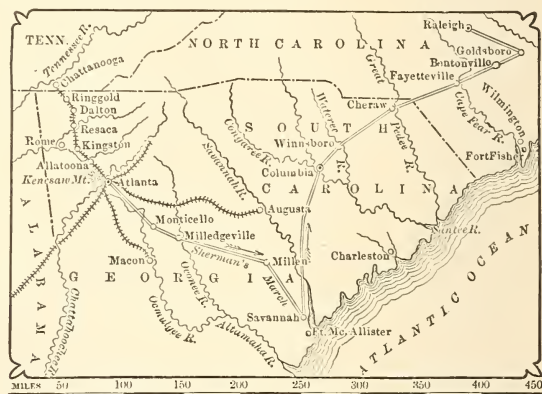 Raleigh
TENN.
Tennessee R.
NORTH CAROLINA
Goldsboro
Chattanooga
Bentonville
Great
Fayetteville
Ringgold
Wateree
Cheraw
Cape Fear R.
Wilmington
Dalton
Resaca
SOUTH
Pedee R.
Rome
Kingston
Congaree R.
Winnsboro
R.
Fort Fisher
Allatoona
Savannah R.
Columbia
Kenesaw Mt.
Atlanta
CAROLINA
Augusta
Monticello
Santee R.
Milledgeville
Charleston
Macon
Sherman's
Millen
ALABAMA
GEORGIA
March
Oconee R.
Ocmulgee R.
Savannah
Ft. Mc. Allister
ATLANTIC OCEAN
Chattahoochee R.
Altamaha R.
MILES 50 100 150 200 250 300 350 400 450